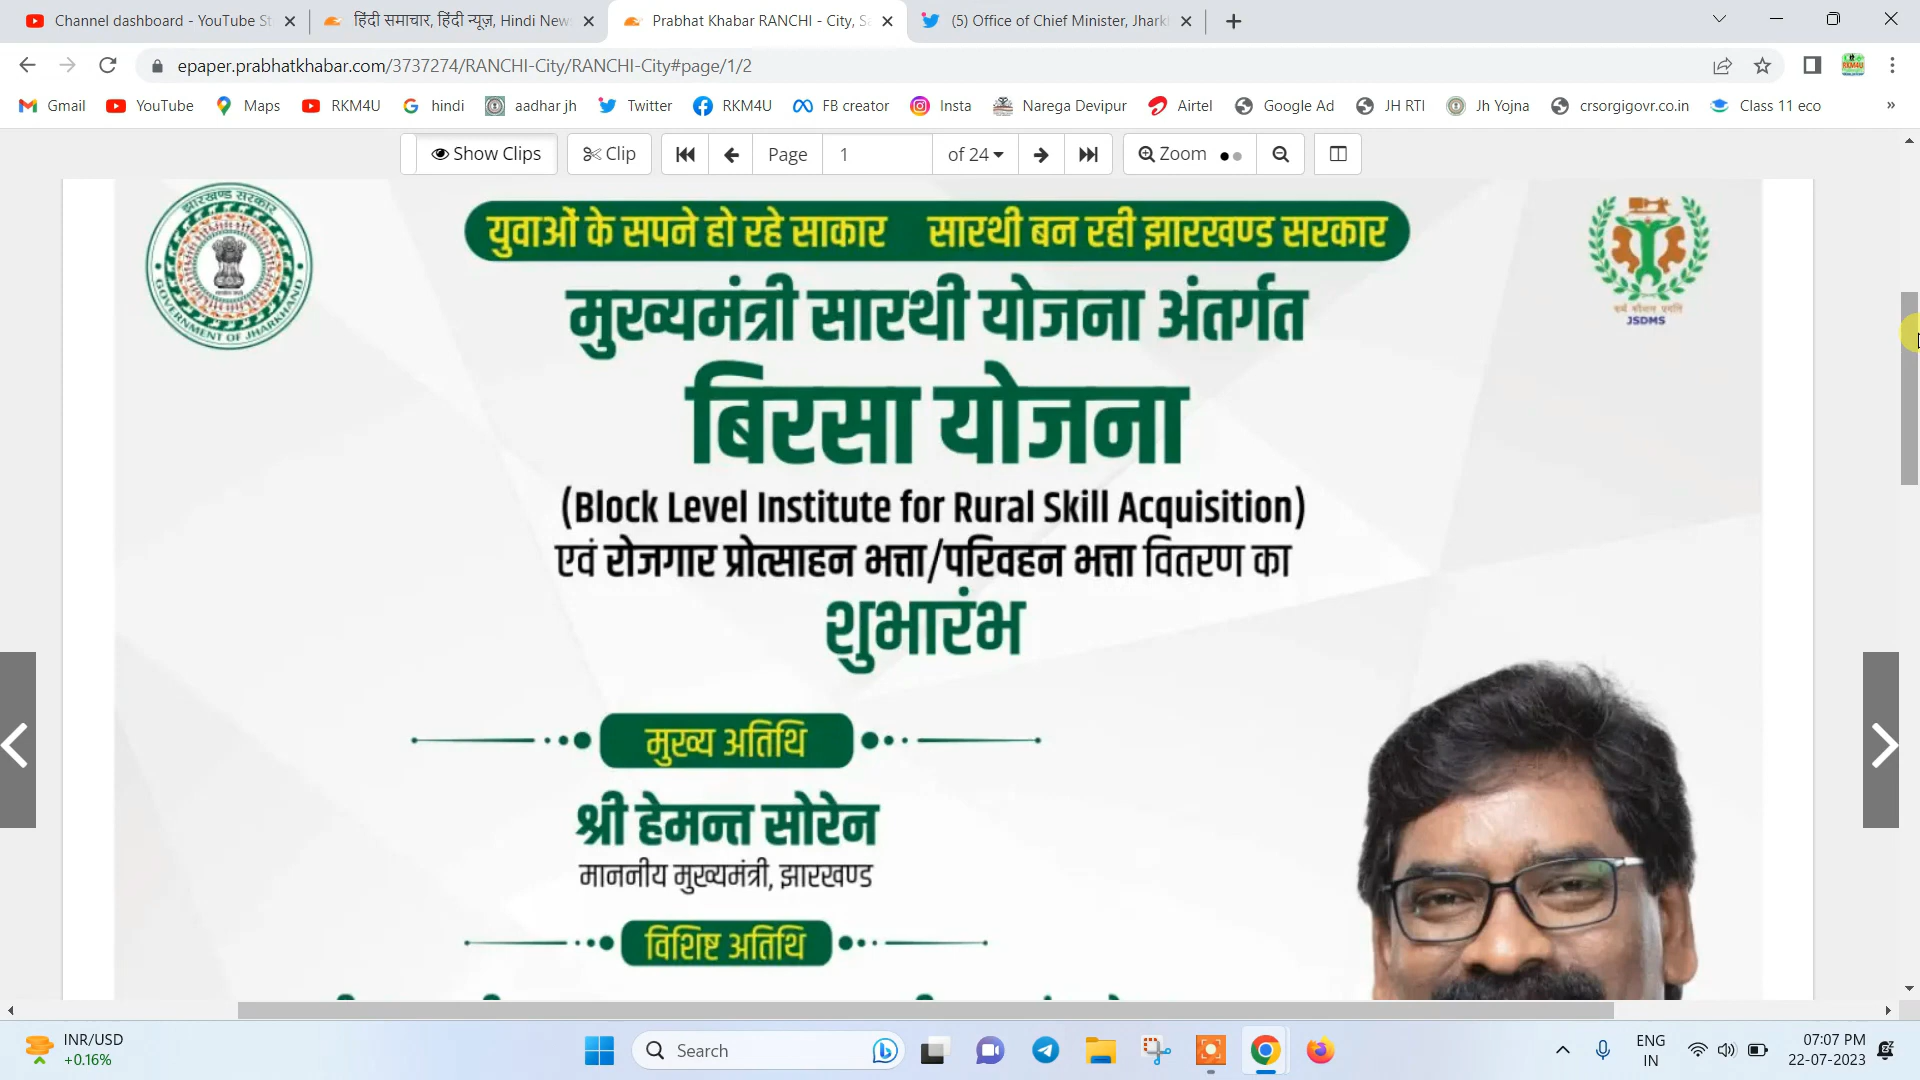 Channel dashboard - YouTube St
हिंदी समाचार, हिंदी न्यूज़, Hindi New
Prabhat Khabar RANCHI - City, S
(5) Office of Chief Minister, Jhark
epaper.prabhatkhabar.com/3737274/RANCHI-City/RANCHI-City#page/1/2
Gmail YouTube Maps RKM4U hindi aadhar jh Twitter RKM4U FB creator Insta Narega Devipur Airtel Google Ad JH RTI Jh Yojna crsorgigovr.co.in Class 11 eco »
Show Clips Clip Page 1 of 24 Zoom
झारखण्ड सरकार
GOVERNMENT OF JHARKHAND
युवाओं के सपने हो रहे साकार सारथी बन रही झारखण्ड सरकार
JSDMS
मुख्यमंत्री सारथी योजना अंतर्गत
बिरसा योजना
(Block Level Institute for Rural Skill Acquisition)
एवं रोजगार प्रोत्साहन भत्ता/परिवहन भत्ता वितरण का
शुभारंभ
मुख्य अतिथि
श्री हेमन्त सोरेन
माननीय मुख्यमंत्री, झारखण्ड
विशिष्ट अतिथि
INR/USD
+0.16%
Search
ENG
IN
07:07 PM
22-07-2023